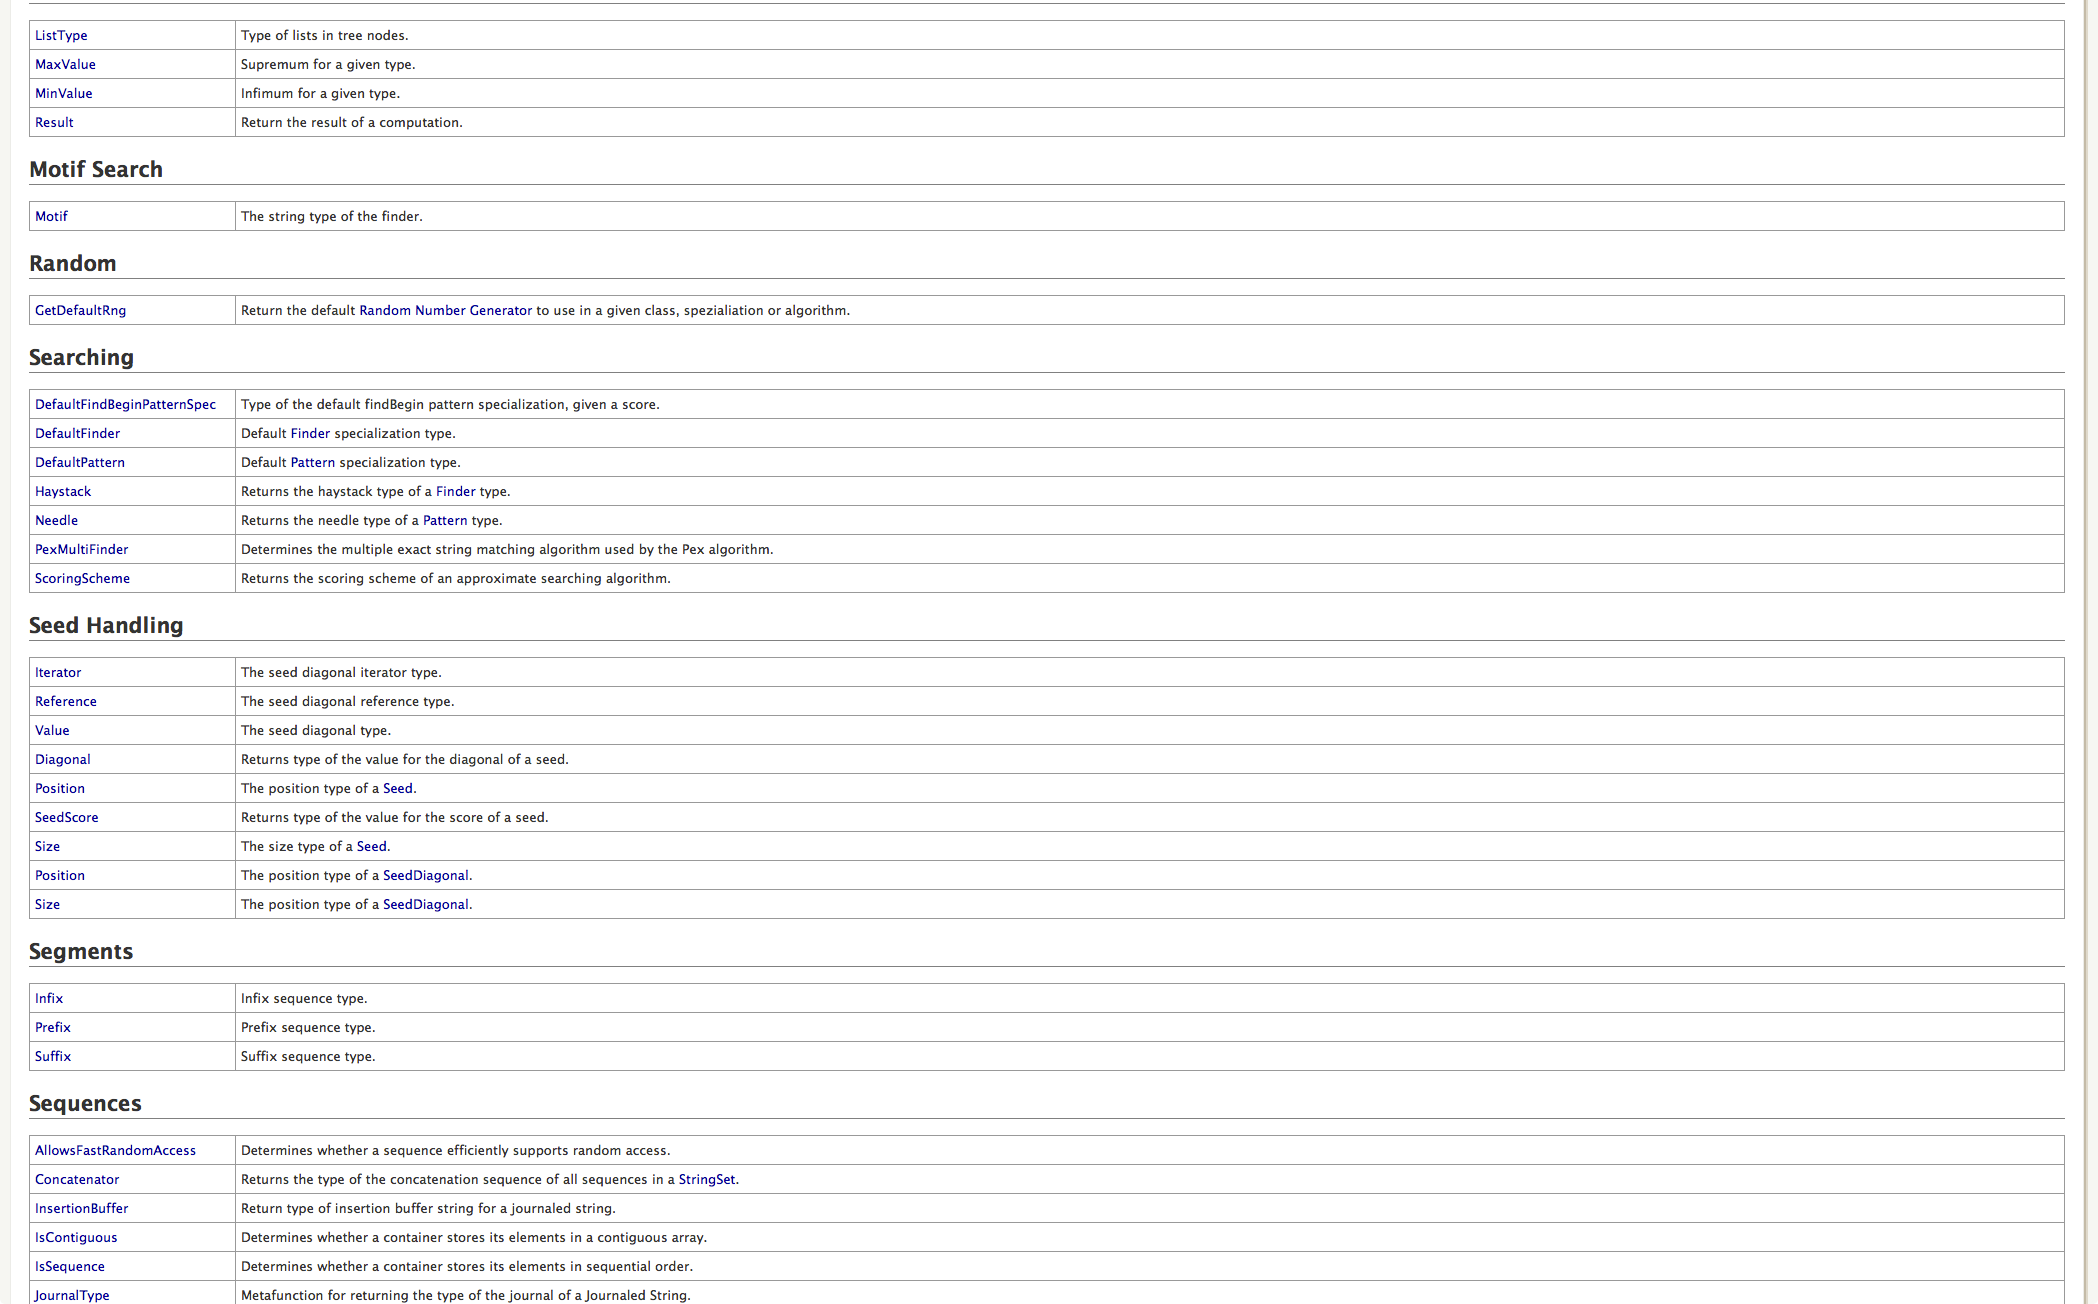 ListType Type of lists in tree nodes.
MaxValue Supremum for a given type.
MinValue Infimum for a given type.
Result Return the result of a computation.
Motif Search
Motif The string type of the finder.
Random
GetDefaultRng Return the default Random Number Generator to use in a given class, spezialiation or algorithm.
Searching
DefaultFindBeginPatternSpec Type of the default findBegin pattern specialization, given a score.
DefaultFinder Default Finder specialization type.
DefaultPattern Default Pattern specialization type.
Haystack Returns the haystack type of a Finder type.
Needle Returns the needle type of a Pattern type.
PexMultiFinder Determines the multiple exact string matching algorithm used by the Pex algorithm.
ScoringScheme Returns the scoring scheme of an approximate searching algorithm.
Seed Handling
Iterator The seed diagonal iterator type.
Reference The seed diagonal reference type.
Value The seed diagonal type.
Diagonal Returns type of the value for the diagonal of a seed.
Position The position type of a Seed.
SeedScore Returns type of the value for the score of a seed.
Size The size type of a Seed.
Position The position type of a SeedDiagonal.
Size The position type of a SeedDiagonal.
Segments
Infix Infix sequence type.
Prefix Prefix sequence type.
Suffix Suffix sequence type.
Sequences
AllowsFastRandomAccess Determines whether a sequence efficiently supports random access.
Concatenator Returns the type of the concatenation sequence of all sequences in a StringSet.
InsertionBuffer Return type of insertion buffer string for a journaled string.
IsContiguous Determines whether a container stores its elements in a contiguous array.
IsSequence Determines whether a container stores its elements in sequential order.
JournalType Metafunction for returning the type of the journal of a Journaled String.